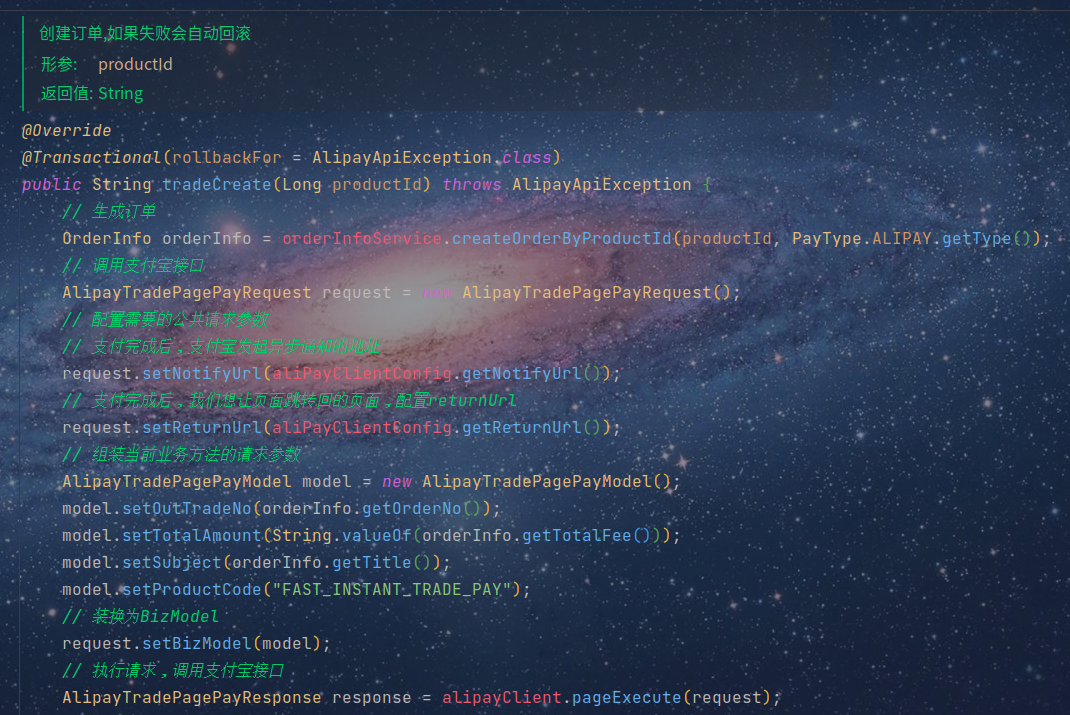 创建订单,如果失败会自动回滚
形参: productId
返回值: String
@Override
@Transactional(rollbackFor = AlipayApiException.class)
public String tradeCreate(Long productId) throws AlipayApiException {
// 生成订单
OrderInfo orderInfo = orderInfoService.createOrderByProductId(productId, PayType.ALIPAY.getType());
// 调用支付宝接口
AlipayTradePagePayRequest request = new AlipayTradePagePayRequest();
// 配置需要的公共请求参数
// 支付完成后，支付宝发起异步通知的地址
request.setNotifyUrl(aliPayClientConfig.getNotifyUrl());
// 支付完成后，我们想让页面跳转回的页面，配置returnUrl
request.setReturnUrl(aliPayClientConfig.getReturnUrl());
// 组装当前业务方法的请求参数
AlipayTradePagePayModel model = new AlipayTradePagePayModel();
model.setOutTradeNo(orderInfo.getOrderNo());
model.setTotalAmount(String.valueOf(orderInfo.getTotalFee()));
model.setSubject(orderInfo.getTitle());
model.setProductCode("FAST_INSTANT_TRADE_PAY");
// 装换为BizModel
request.setBizModel(model);
// 执行请求，调用支付宝接口
AlipayTradePagePayResponse response = alipayClient.pageExecute(request);